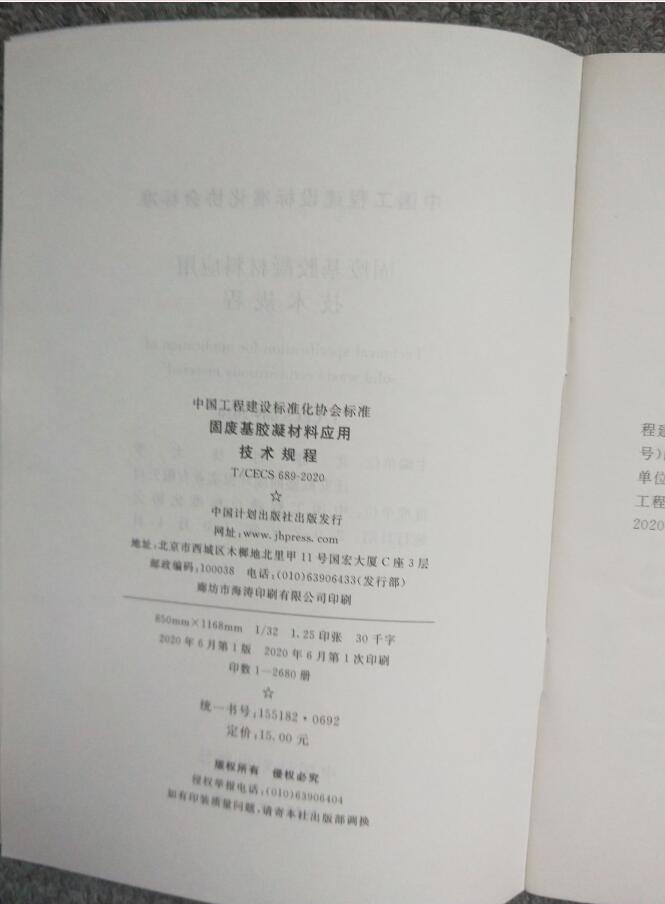 中国工程建设标准化协会标准
固废基胶凝材料应用
技术规程
T/CECS 689-2020
☆
中国计划出版社出版发行
网址：www.jhpress.com
地址：北京市西城区木樨地北里甲11号国宏大厦C座3层
邮政编码：100038 电话：(010)63906433(发行部)
廊坊市海涛印刷有限公司印刷
850mm×1168mm 1/32 1.25印张 30千字
2020年6月第1版 2020年6月第1次印刷
印数1—2680册
☆
统一书号：155182·0692
定价：15.00元
版权所有 侵权必究
侵权举报电话：(010)63906404
如有印装质量问题，请寄本社出版部调换
程建
号)
单位
工程
2020